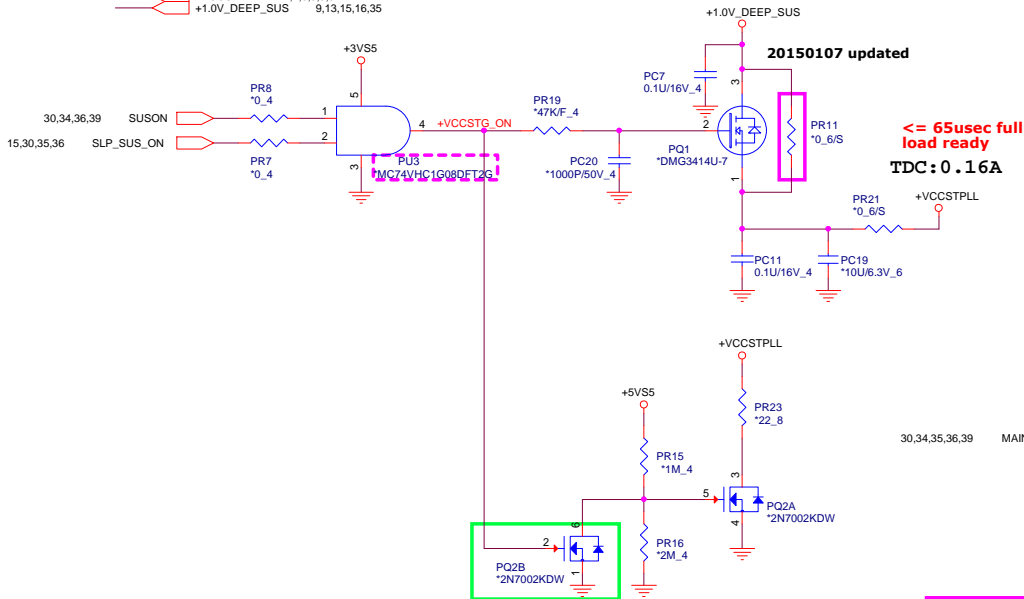 +1.0V_DEEP_SUS 9,13,15,16,35
+1.0V_DEEP_SUS
20150107 updated
+3VS5
PC7
0.1U/16V_4
3
5
PR8
*0_4
PR19
*47K/F_4
PR11
*0_6/S
<= 65usec full
load ready
TDC:0.16A
30,34,36,39 SUSON
1
4
+VCCSTG_ON
2
15,30,35,36 SLP_SUS_ON
2
PR7
*0_4
3
PU3
*MC74VHC1G08DFT2G
PC20
*1000P/50V_4
PQ1
*DMG3414U-7
1
PR21
*0_6/S
+VCCSTPLL
PC11
0.1U/16V_4
PC19
*10U/6.3V_6
+VCCSTPLL
+5VS5
PR23
*22_8
30,34,35,36,39 MAIN
PR15
*1M_4
3
5
PQ2A
*2N7002KDW
4
6
2
PR16
*2M_4
PQ2B
*2N7002KDW
1